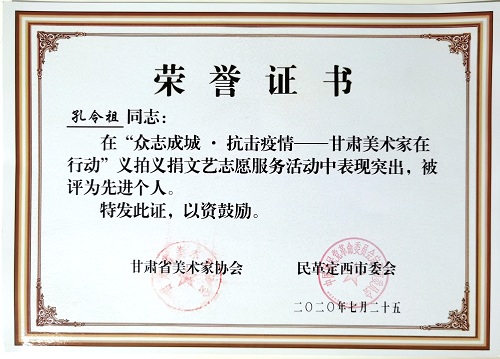 荣誉证书
孔令祖同志：
在“众志成城·抗击疫情——甘肃美术家在
行动”义拍义捐文艺志愿服务活动中表现突出，被
评为先进个人。
特发此证，以资鼓励。
甘肃省美术家协会 民革定西市委会
二〇二〇年七月二十五